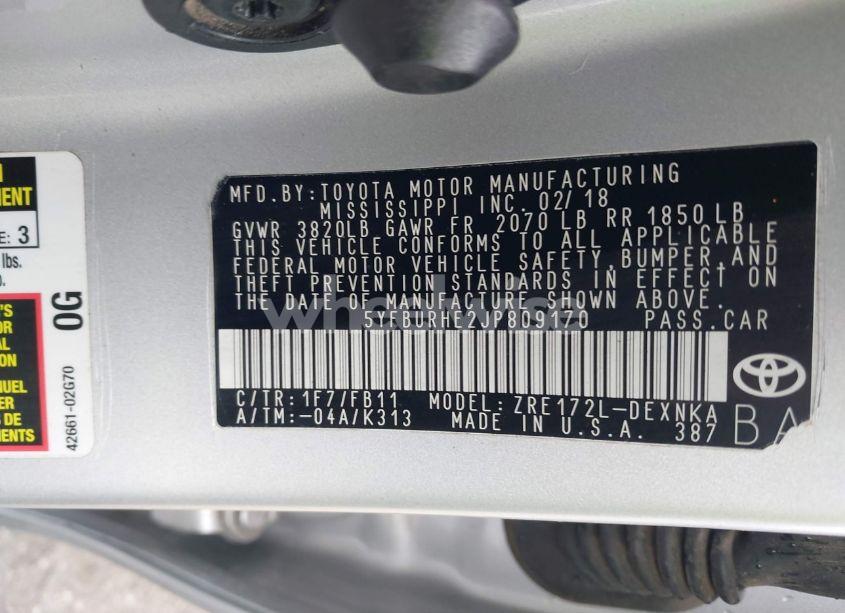 MFD.BY:TOYOTA MOTOR MANUFACTURING
MISSISSIPPI INC. 02/18
GVWR 3820LB GAWR FR 2070 LB RR 1850 LB
THIS VEHICLE CONFORMS TO ALL APPLICABLE
FEDERAL MOTOR VEHICLE SAFETY,BUMPER,AND
THEFT PREVENTION STANDARDS IN EFFECT ON
THE DATE OF MANUFACTURE SHOWN ABOVE.
5YFBURHE2JP809170 PASS.CAR
C/TR:1F7/FB11 MODEL:ZRE172L-DEXNKA
A/TM:-04A/K313 MADE IN U.S.A. 387
BA
: 3
lbs.
0G
42661-02G70
wheelwise